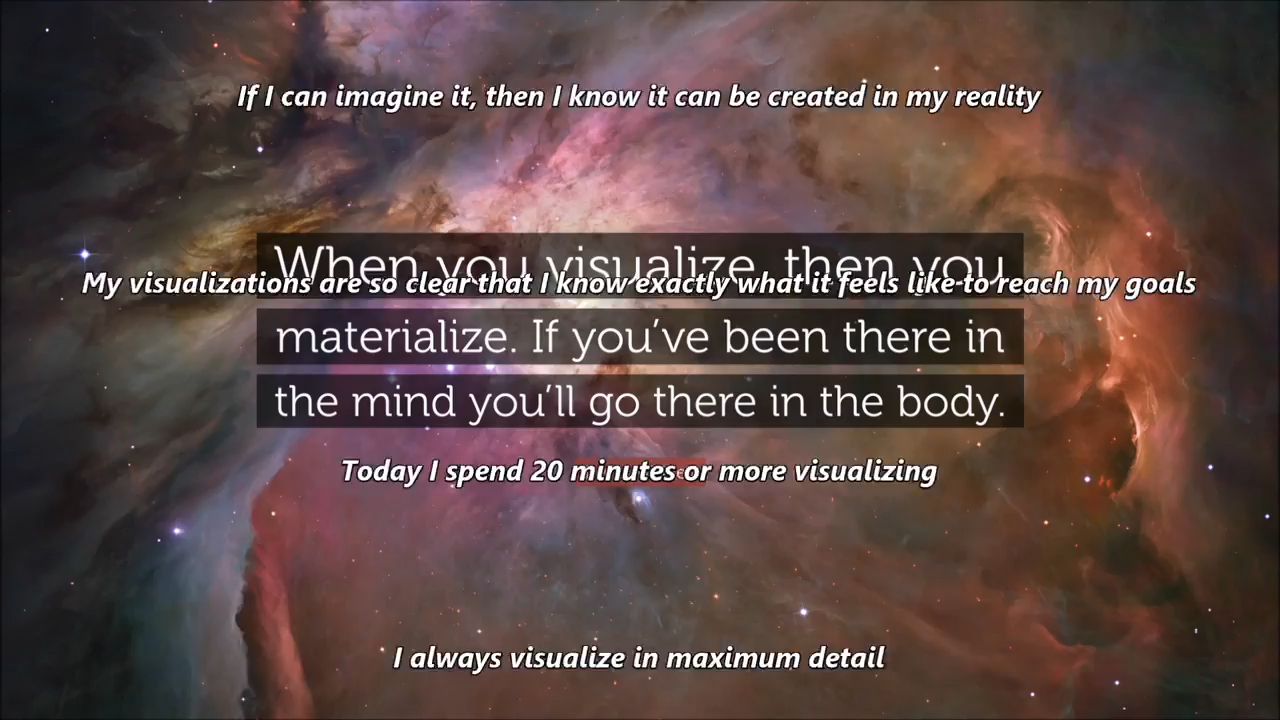 If I can imagine it, then I know it can be created in my reality
When you visualize, then you
My visualizations are so clear that I know exactly what it feels like to reach my goals
materialize. If you’ve been there in
the mind you’ll go there in the body.
Today I spend 20 minutes or more visualizing
I always visualize in maximum detail